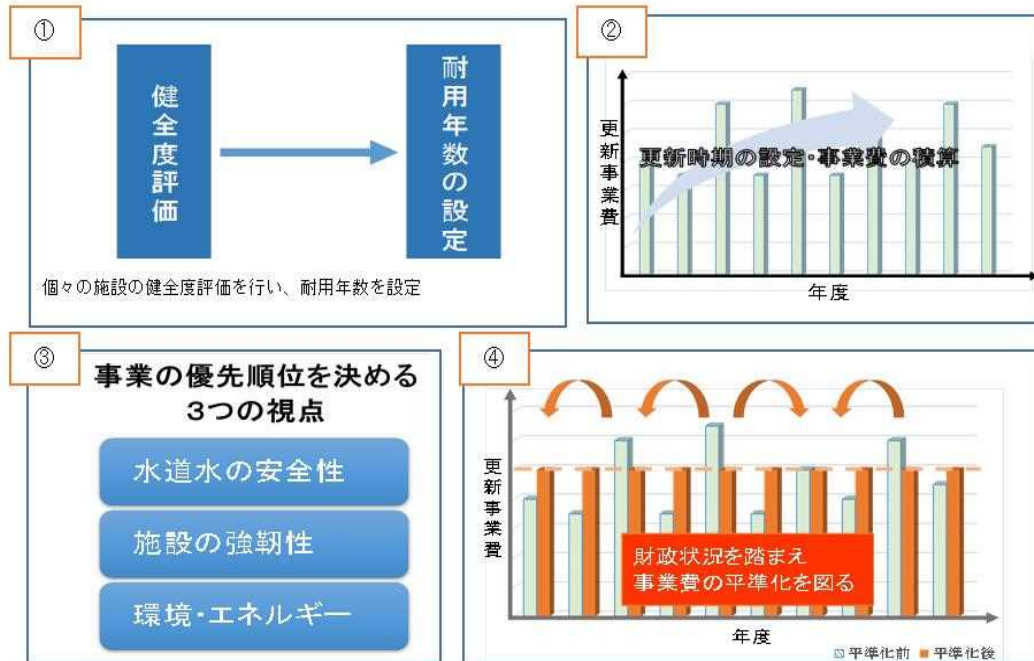 ①
健全度評価
耐用年数の設定
個々の施設の健全度評価を行い、耐用年数を設定
②
更新事業費
更新時期の設定・事業費の積算
年度
③
事業の優先順位を決める
3つの視点
水道水の安全性
施設の強靭性
環境・エネルギー
④
更新事業費
財政状況を踏まえ
事業費の平準化を図る
年度
平準化前 平準化後